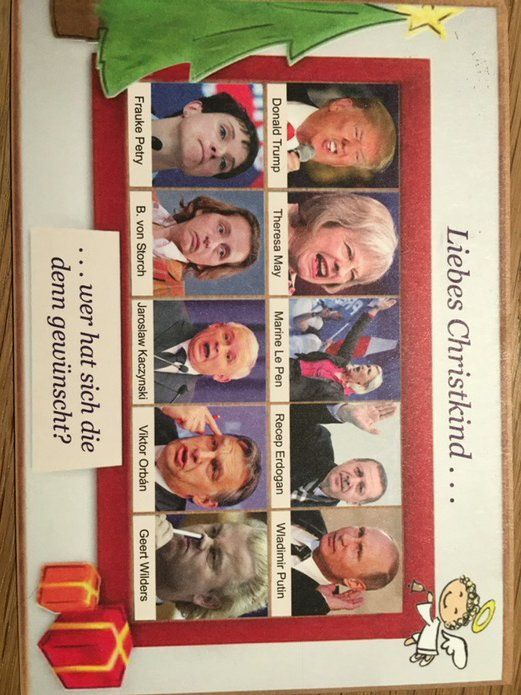 Liebes Christkind . . .
Donald Trump
Theresa May
Marine Le Pen
Recep Erdogan
Wladimir Putin
Frauke Petry
B. von Storch
Jaroslaw Kaczynski
Viktor Orbán
Geert Wilders
. . . wer hat sich die
denn gewünscht?